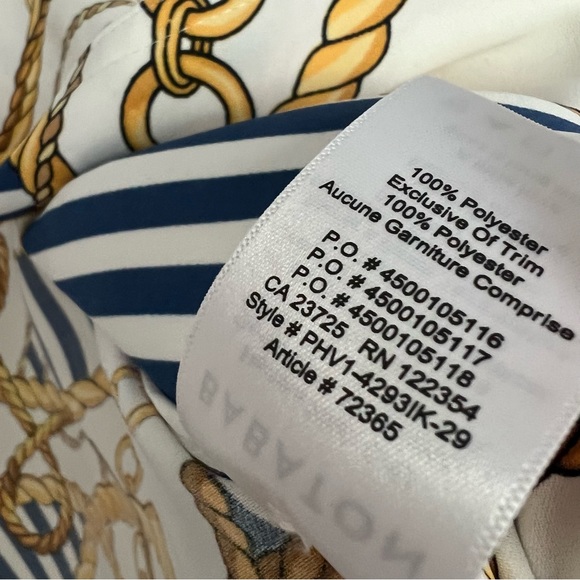 100% Polyester
Exclusive Of Trim
100% Polyester
Aucune Garniture Comprise
P.O. # 4500105116
P.O. # 4500105117
P.O. # 4500105118
CA 23725 RN 122354
Style # PHV1-4293IK-29
Article # 72365
BABATON